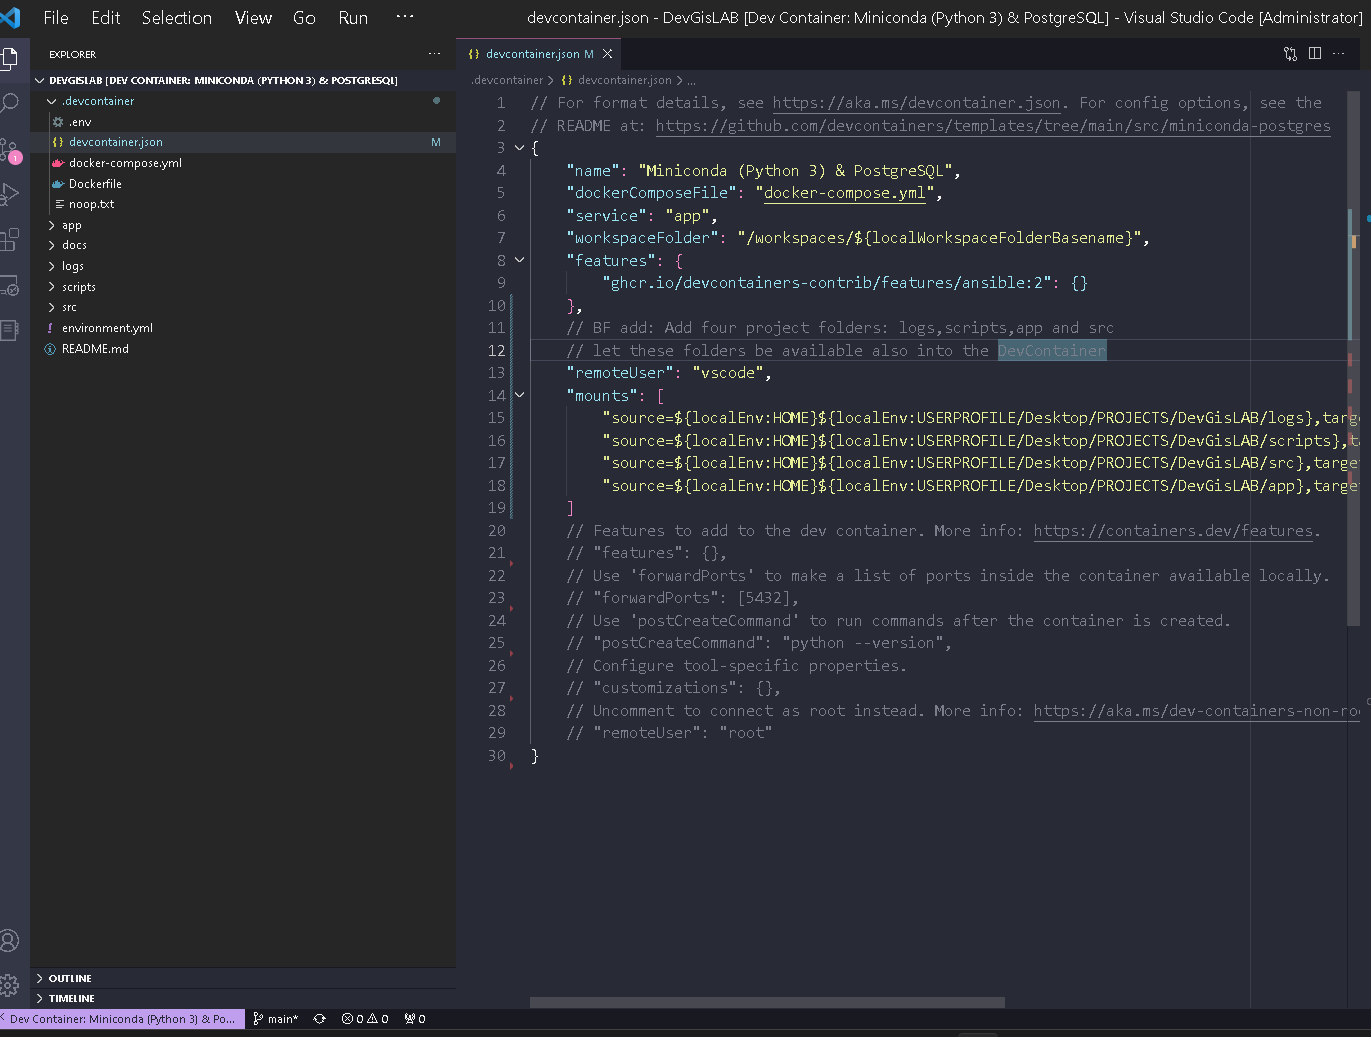 File Edit Selection View Go Run ··· devcontainer.json - DevGisLAB [Dev Container: Miniconda (Python 3) & PostgreSQL] - Visual Studio Code [Administrator]
EXPLORER ···
DEVGISLAB [DEV CONTAINER: MINICONDA (PYTHON 3) & POSTGRESQL]
.devcontainer
.env
devcontainer.json M
docker-compose.yml
Dockerfile
noop.txt
app
docs
logs
scripts
src
environment.yml
README.md
OUTLINE
TIMELINE
1
{} devcontainer.json M ×
.devcontainer > {} devcontainer.json > ...
1 // For format details, see https://aka.ms/devcontainer.json. For config options, see the
2 // README at: https://github.com/devcontainers/templates/tree/main/src/miniconda-postgres
3 {
4 "name": "Miniconda (Python 3) & PostgreSQL",
5 "dockerComposeFile": "docker-compose.yml",
6 "service": "app",
7 "workspaceFolder": "/workspaces/${localWorkspaceFolderBasename}",
8 "features": {
9 "ghcr.io/devcontainers-contrib/features/ansible:2": {}
10 },
11 // BF add: Add four project folders: logs,scripts,app and src
12 // let these folders be available also into the DevContainer
13 "remoteUser": "vscode",
14 "mounts": [
15 "source=${localEnv:HOME}${localEnv:USERPROFILE/Desktop/PROJECTS/DevGisLAB/logs},targe
16 "source=${localEnv:HOME}${localEnv:USERPROFILE/Desktop/PROJECTS/DevGisLAB/scripts},ta
17 "source=${localEnv:HOME}${localEnv:USERPROFILE/Desktop/PROJECTS/DevGisLAB/src},target
18 "source=${localEnv:HOME}${localEnv:USERPROFILE/Desktop/PROJECTS/DevGisLAB/app},target
19 ]
20 // Features to add to the dev container. More info: https://containers.dev/features.
21 // "features": {},
22 // Use 'forwardPorts' to make a list of ports inside the container available locally.
23 // "forwardPorts": [5432],
24 // Use 'postCreateCommand' to run commands after the container is created.
25 // "postCreateCommand": "python --version",
26 // Configure tool-specific properties.
27 // "customizations": {},
28 // Uncomment to connect as root instead. More info: https://aka.ms/dev-containers-non-ro
29 // "remoteUser": "root"
30 }
Dev Container: Miniconda (Python 3) & Po... main* 0 0 0